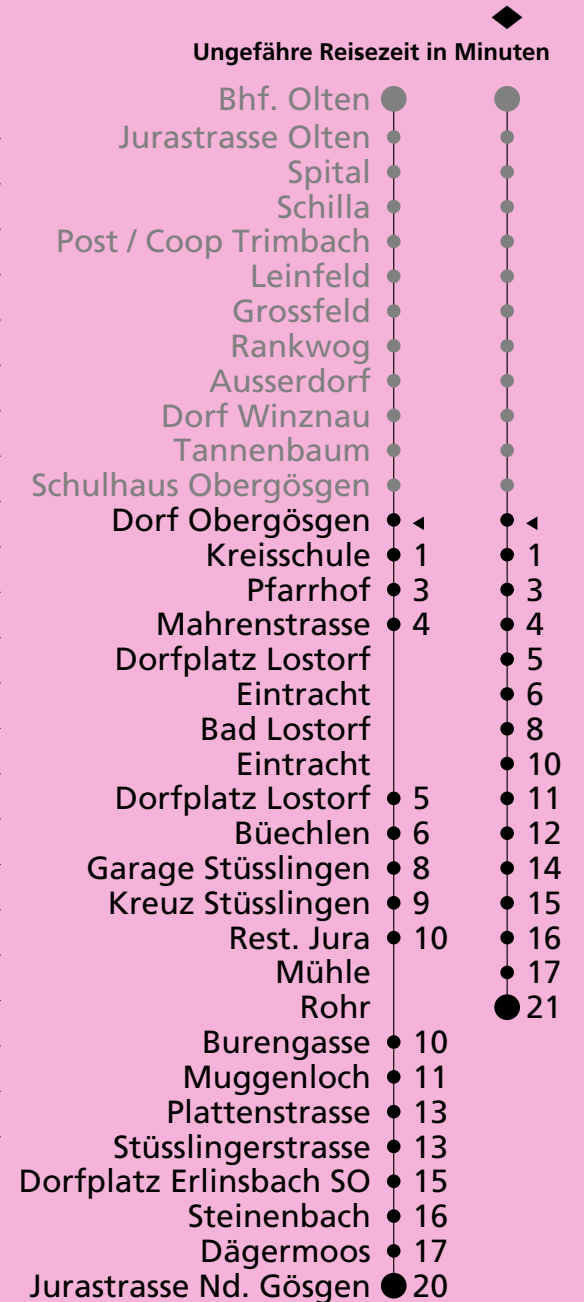 Ungefähre Reisezeit in Minuten
Bhf. Olten
Jurastrasse Olten
Spital
Schilla
Post / Coop Trimbach
Leinfeld
Grossfeld
Rankwog
Ausserdorf
Dorf Winznau
Tannenbaum
Schulhaus Obergösgen
Dorf Obergösgen
Kreisschule 1 1
Pfarrhof 3 3
Mahrenstrasse 4 4
Dorfplatz Lostorf 5
Eintracht 6
Bad Lostorf 8
Eintracht 10
Dorfplatz Lostorf 5 11
Büechlen 6 12
Garage Stüsslingen 8 14
Kreuz Stüsslingen 9 15
Rest. Jura 10 16
Mühle 17
Rohr 21
Burengasse 10
Muggenloch 11
Plattenstrasse 13
Stüsslingerstrasse 13
Dorfplatz Erlinsbach SO 15
Steinenbach 16
Dägermoos 17
Jurastrasse Nd. Gösgen 20